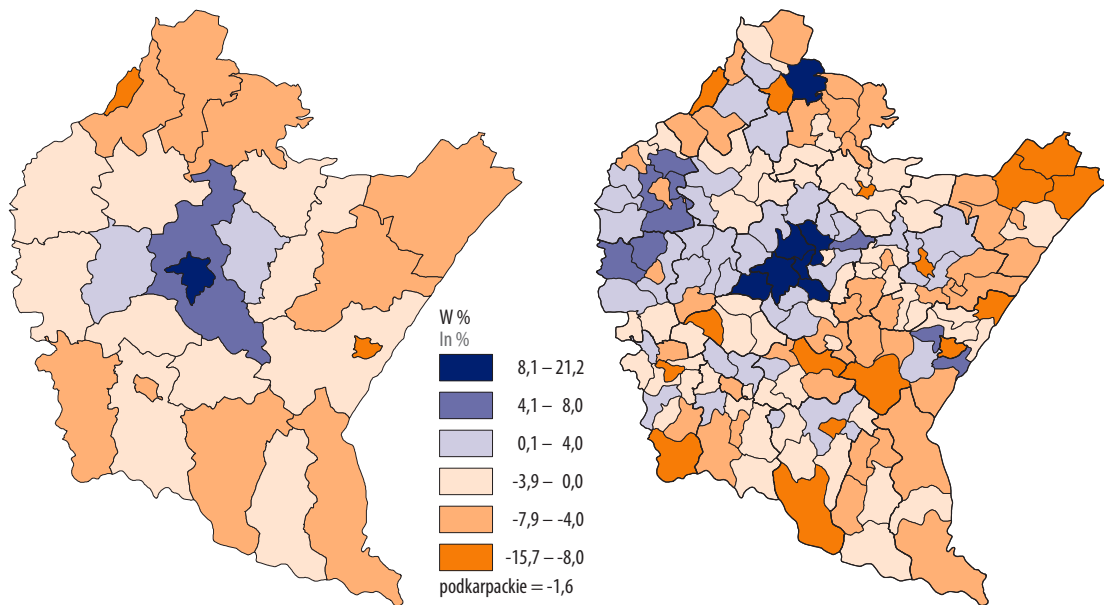 W %
In %
8,1 – 21,2
4,1 – 8,0
0,1 – 4,0
-3,9 – 0,0
-7,9 – -4,0
-15,7 – -8,0
podkarpackie = -1,6